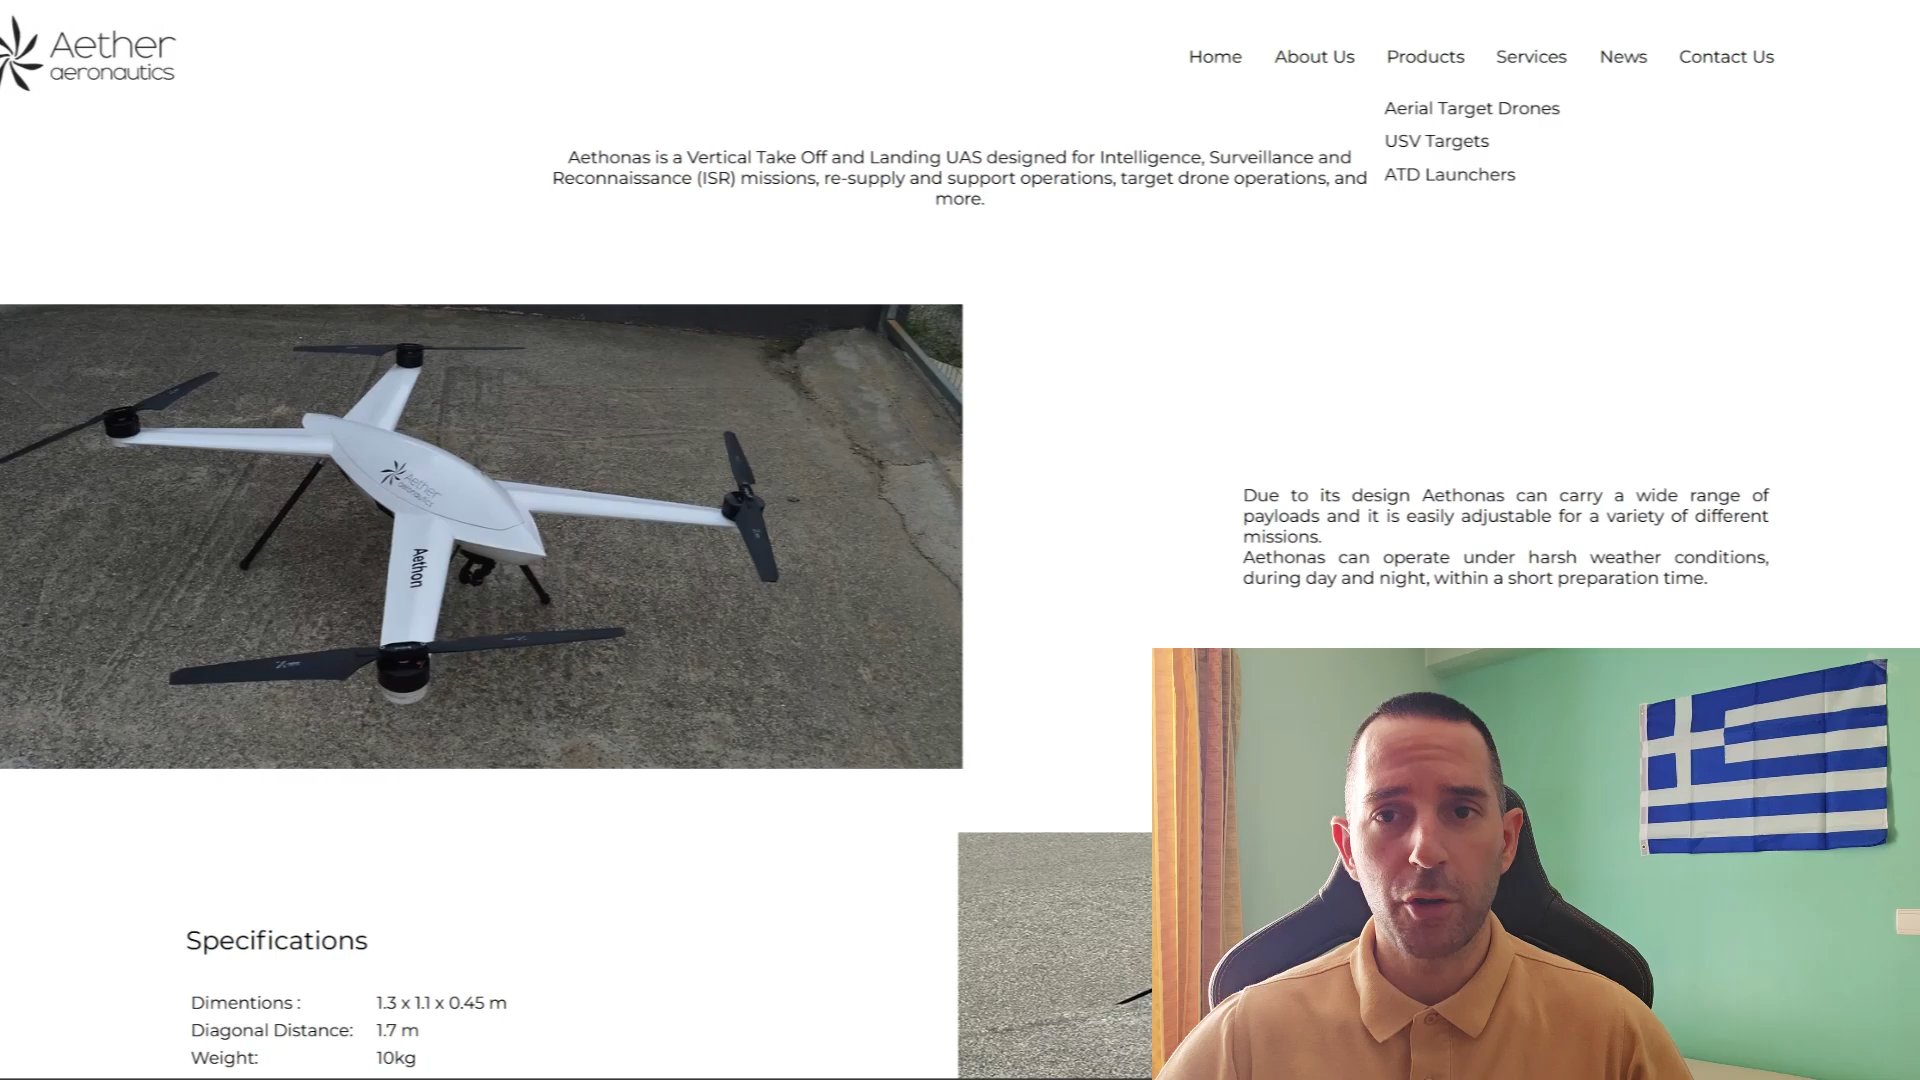 Aether
aeronautics
Home
About Us
Products
Services
News
Contact Us
Aerial Target Drones
USV Targets
ATD Launchers
Aethonas is a Vertical Take Off and Landing UAS designed for Intelligence, Surveillance and
Reconnaissance (ISR) missions, re-supply and support operations, target drone operations, and
more.
Aether
aeronautics
Aethon
Due to its design Aethonas can carry a wide range of
payloads and it is easily adjustable for a variety of different
missions.
Aethonas can operate under harsh weather conditions,
during day and night, within a short preparation time.
Specifications
Dimentions : 1.3 x 1.1 x 0.45 m
Diagonal Distance: 1.7 m
Weight: 10kg